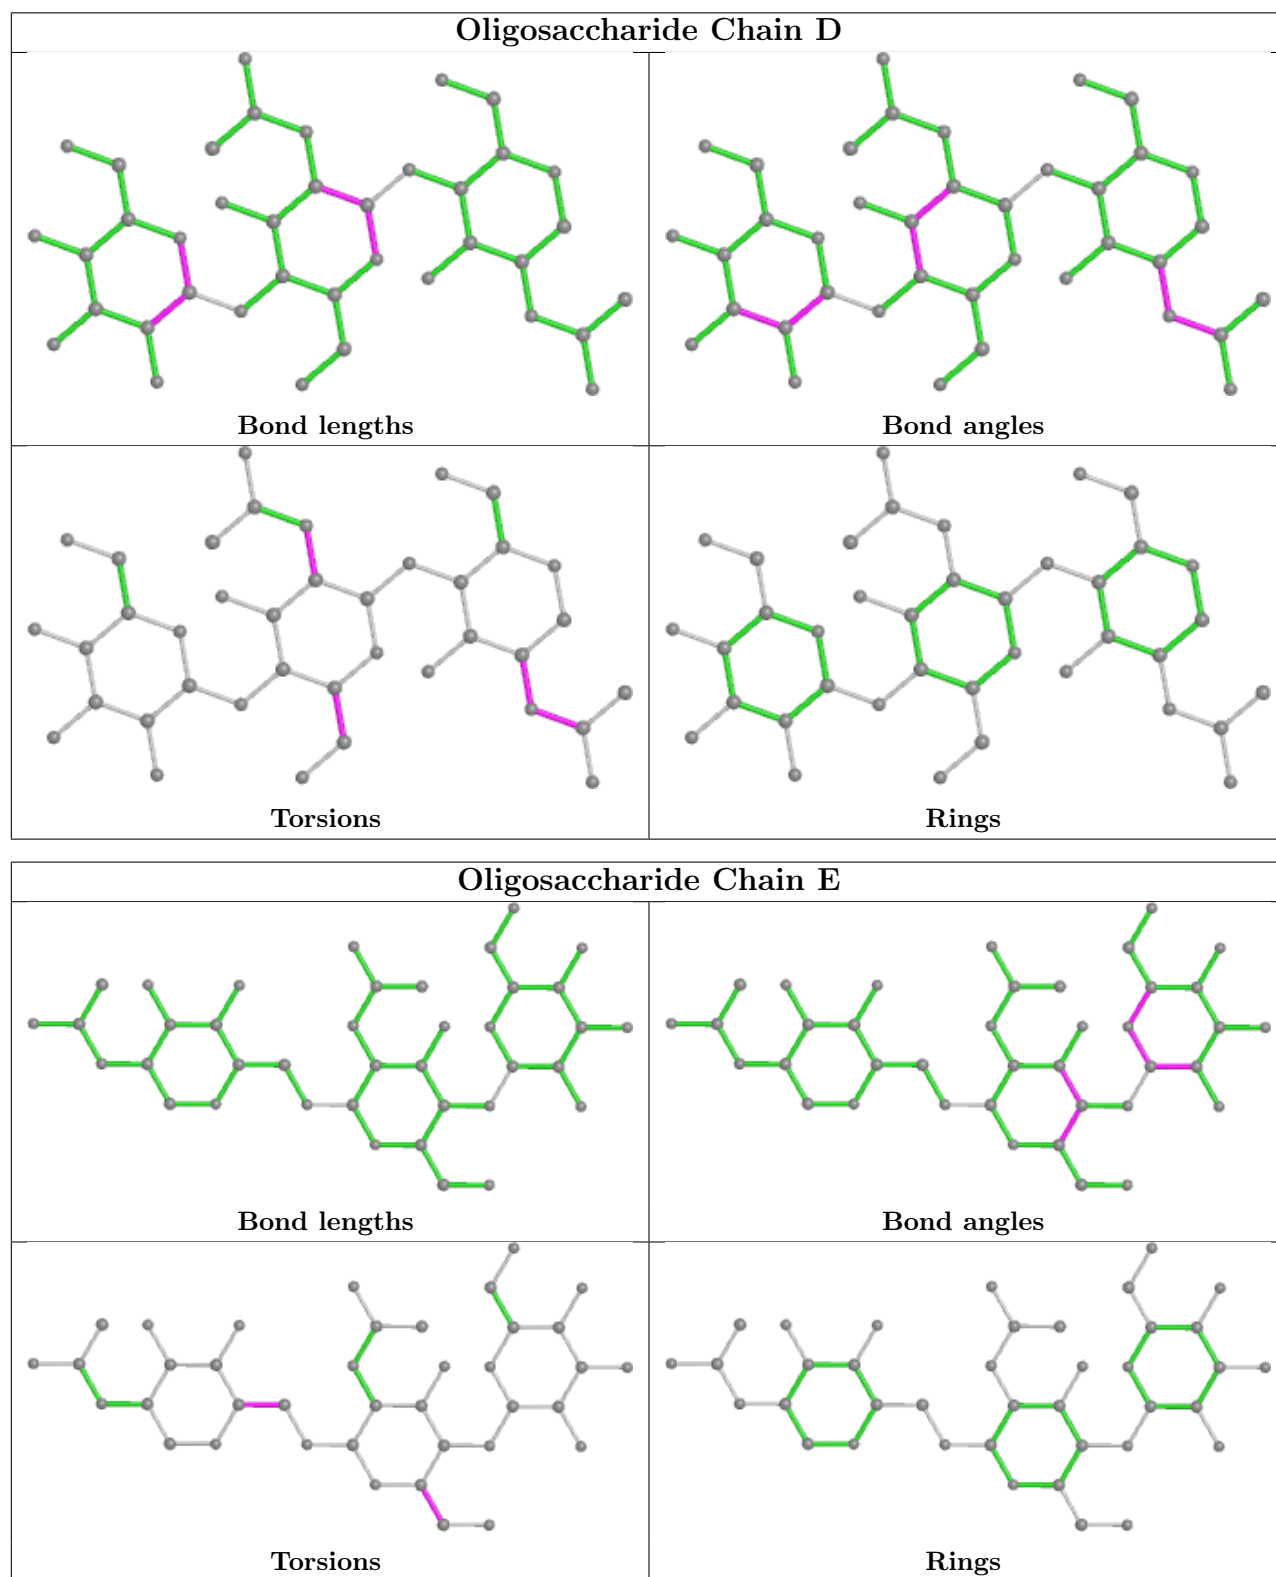 Oligosaccharide Chain D
Bond lengths
Bond angles
Torsions
Rings
Oligosaccharide Chain E
Bond lengths
Bond angles
Torsions
Rings